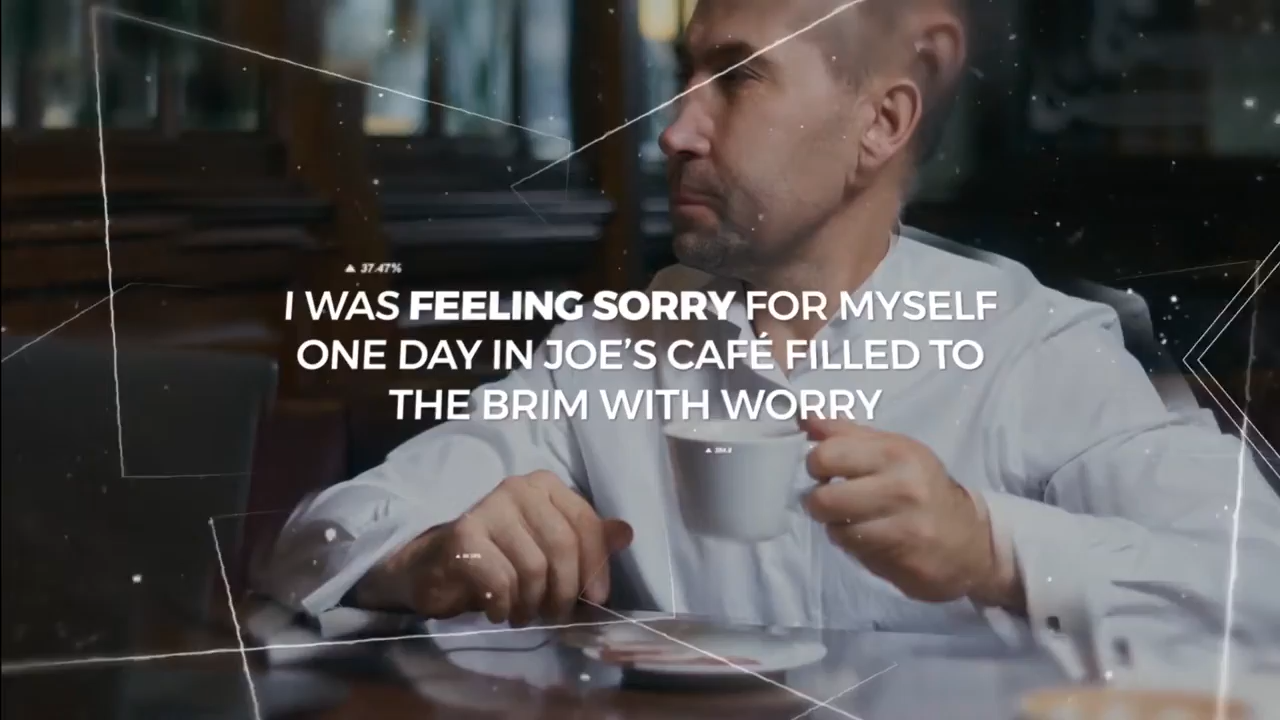 ▲ 37.47%
I WAS FEELING SORRY FOR MYSELF
ONE DAY IN JOE’S CAFÉ FILLED TO
THE BRIM WITH WORRY